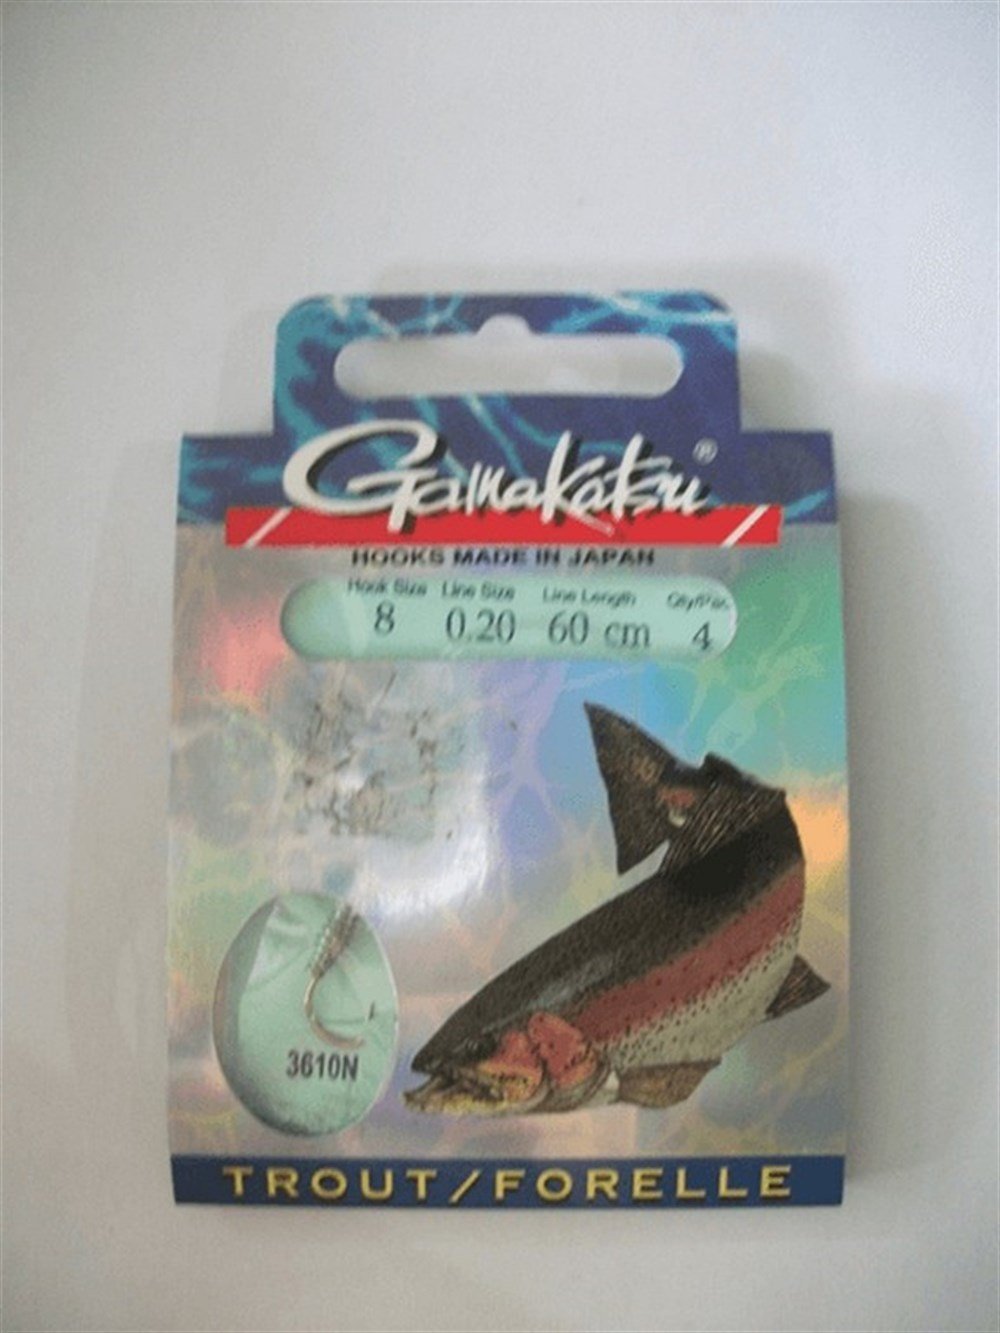 Gamakatsu®
HOOKS MADE IN JAPAN
Hook Size Line Size Line Length Qty/Pac.
8 0.20 60 cm 4
3610N
TROUT/FORELLE